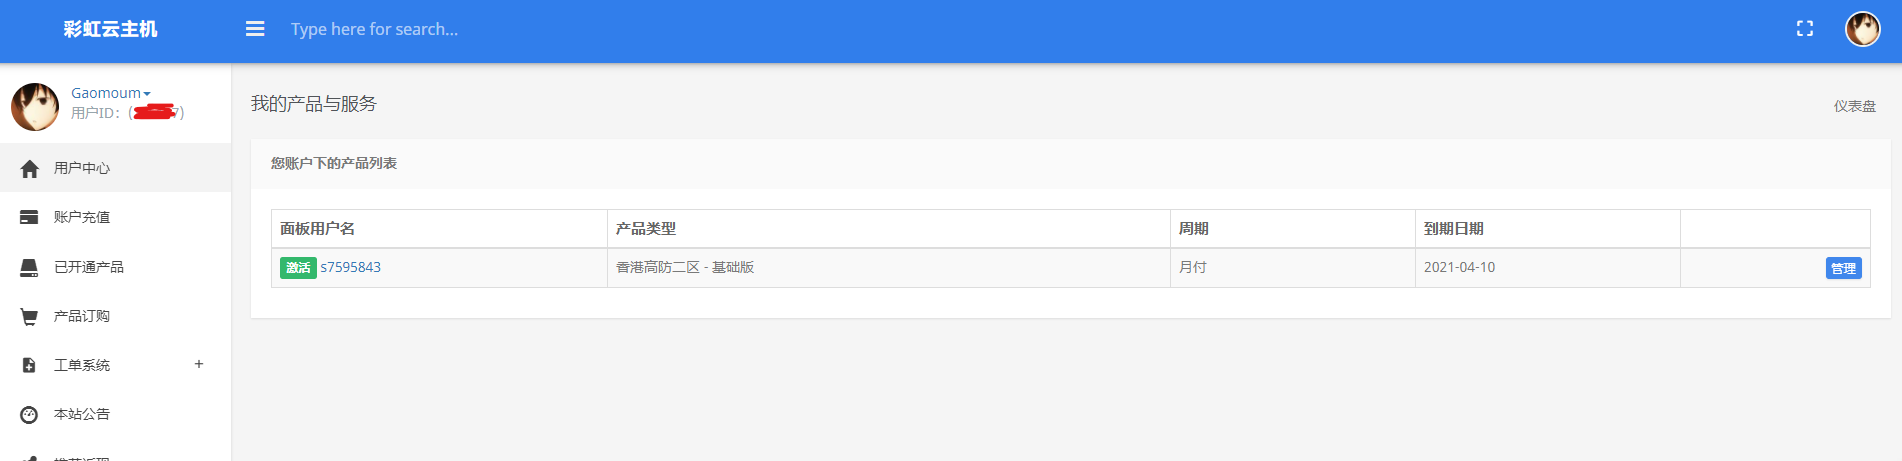 彩虹云主机
Type here for search...
Gaomoum
用户ID：( 7)
用户中心
账户充值
已开通产品
产品订购
工单系统 +
本站公告
我的产品与服务
仪表盘
您账户下的产品列表
面板用户名 产品类型 周期 到期日期
激活 s7595843 香港高防二区 - 基础版 月付 2021-04-10 管理